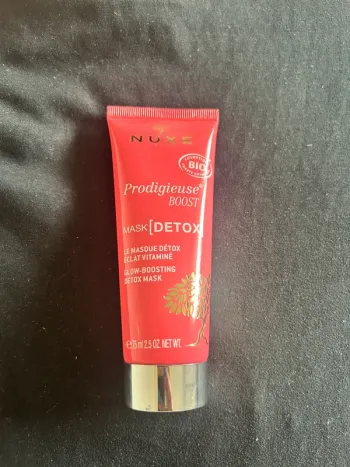 NUXE
BIO
Prodigieuse®
BOOST
MASK [DETOX]
LE MASQUE DÉTOX
ÉCLAT VITAMINÉ
GLOW-BOOSTING
DETOX MASK
75 ml 2.5 OZ. NET WT.